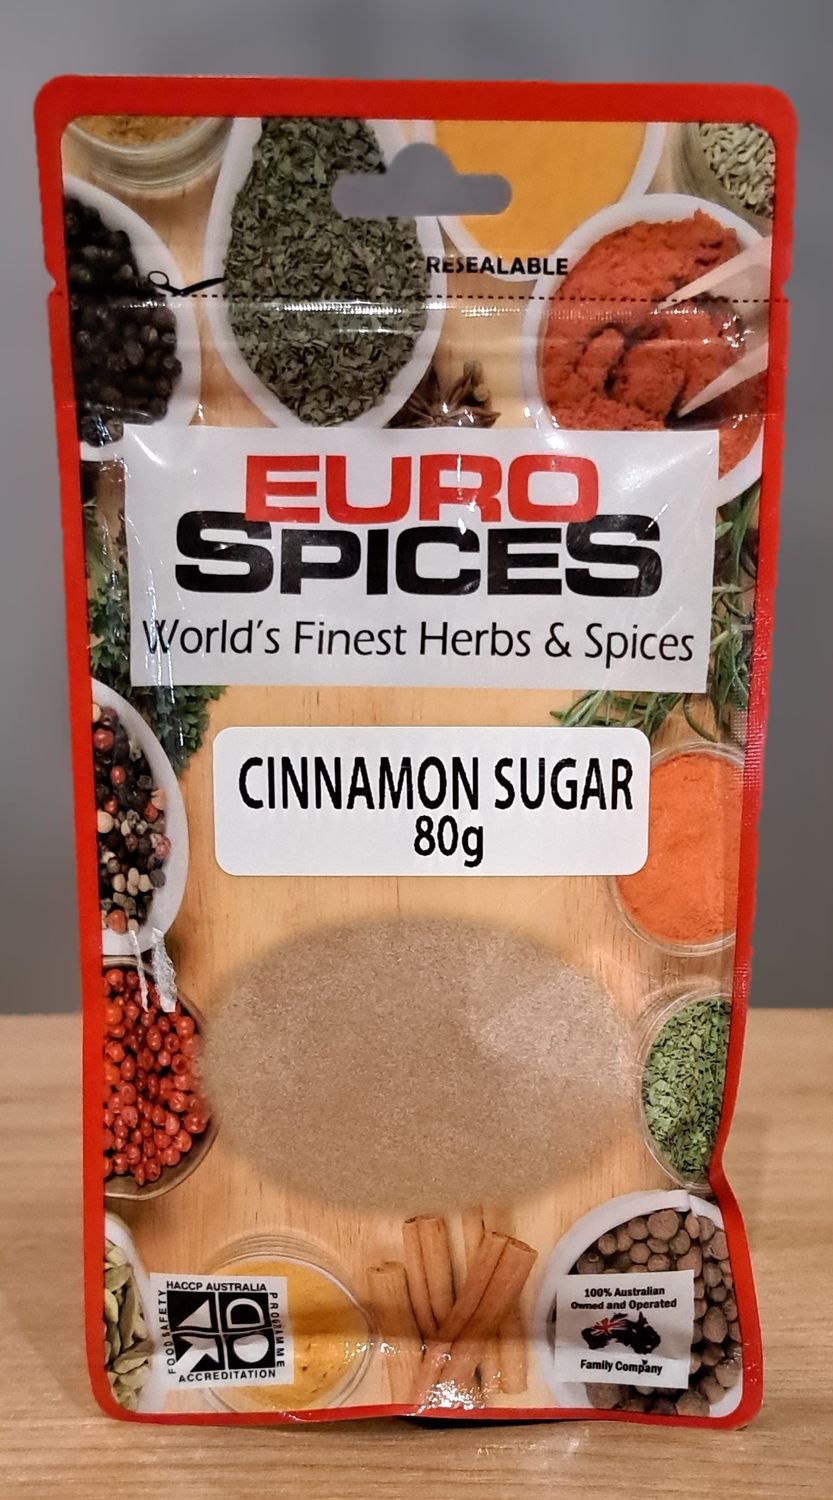 RESEALABLE
EURO
SPICES
World's Finest Herbs & Spices
CINNAMON SUGAR
80g
HACCP AUSTRALIA
FOOD SAFETY
PROGRAMME
ACCREDITATION
100% Australian
Owned and Operated
Family Company